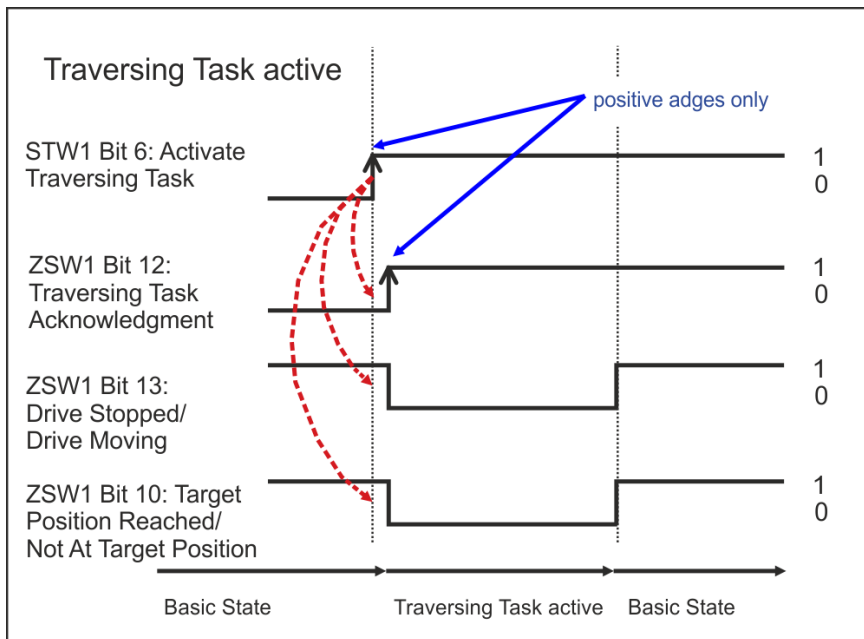 Traversing Task active
positive adges only
STW1 Bit 6: Activate
Traversing Task
1
0
ZSW1 Bit 12:
Traversing Task
Acknowledgment
1
0
ZSW1 Bit 13:
Drive Stopped/
Drive Moving
1
0
ZSW1 Bit 10: Target
Position Reached/
Not At Target Position
1
0
Basic State
Traversing Task active
Basic State